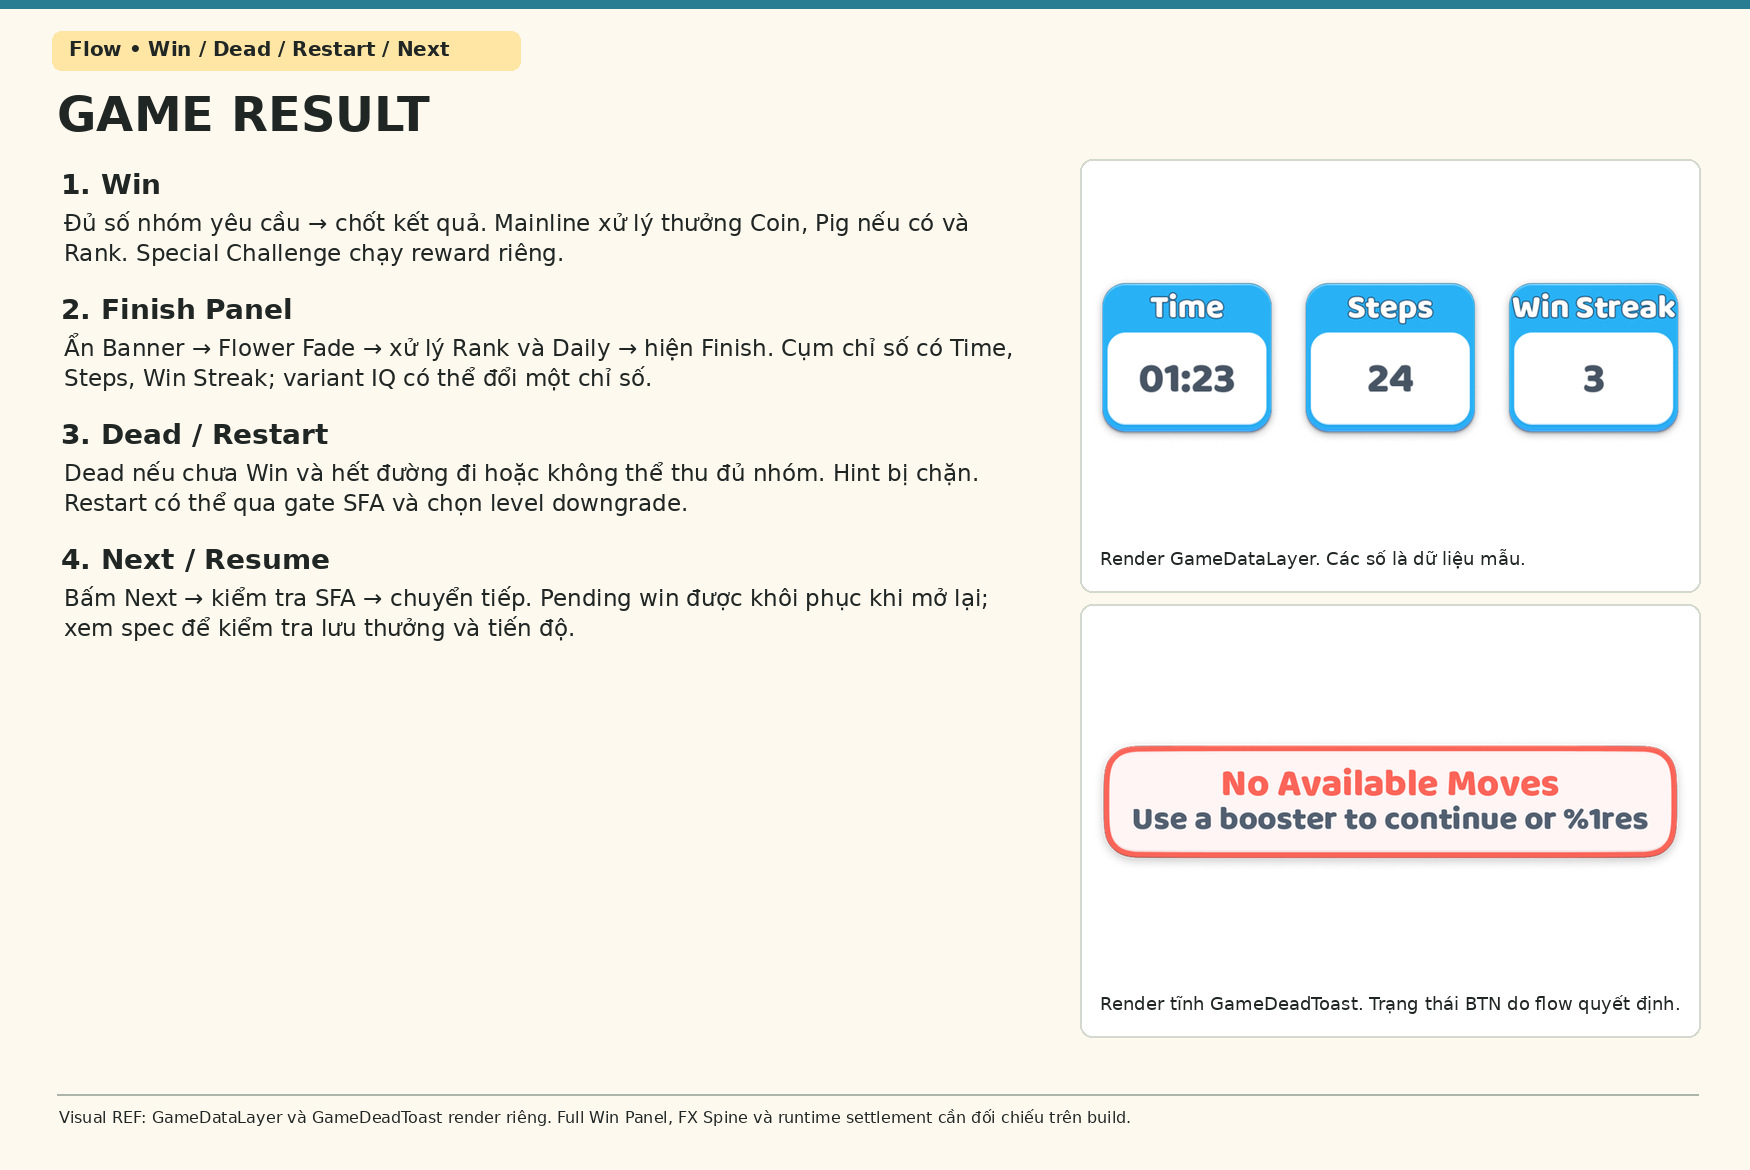 Flow • Win / Dead / Restart / Next
GAME RESULT
1. Win
Đủ số nhóm yêu cầu → chốt kết quả. Mainline xử lý thưởng Coin, Pig nếu có và
Rank. Special Challenge chạy reward riêng.
2. Finish Panel
Ẩn Banner → Flower Fade → xử lý Rank và Daily → hiện Finish. Cụm chỉ số có Time,
Steps, Win Streak; variant IQ có thể đổi một chỉ số.
3. Dead / Restart
Dead nếu chưa Win và hết đường đi hoặc không thể thu đủ nhóm. Hint bị chặn.
Restart có thể qua gate SFA và chọn level downgrade.
4. Next / Resume
Bấm Next → kiểm tra SFA → chuyển tiếp. Pending win được khôi phục khi mở lại;
xem spec để kiểm tra lưu thưởng và tiến độ.
Time
01:23
Steps
24
Win Streak
3
Render GameDataLayer. Các số là dữ liệu mẫu.
No Available Moves
Use a booster to continue or %1res
Render tĩnh GameDeadToast. Trạng thái BTN do flow quyết định.
Visual REF: GameDataLayer và GameDeadToast render riêng. Full Win Panel, FX Spine và runtime settlement cần đối chiếu trên build.